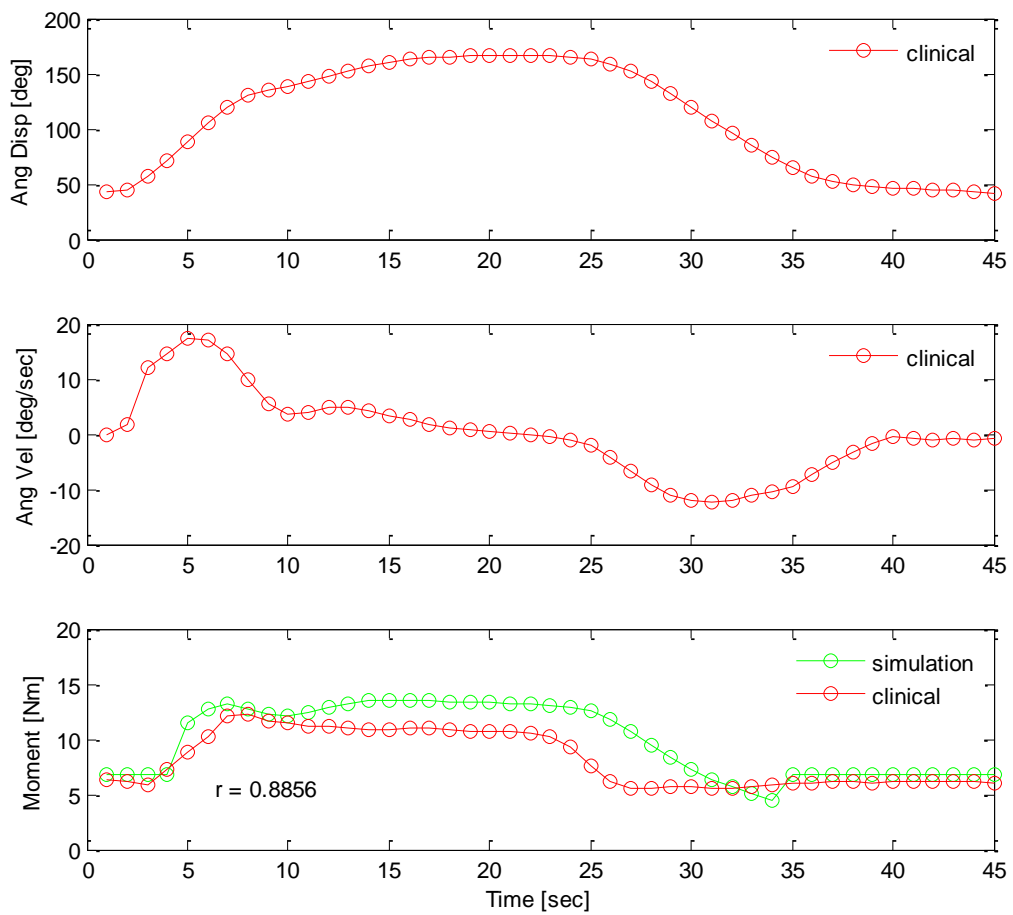 200
150
100
50
0
Ang Disp [deg]
clinical
0 5 10 15 20 25 30 35 40 45
20
10
0
-10
-20
Ang Vel [deg/sec]
clinical
0 5 10 15 20 25 30 35 40 45
20
15
10
5
0
Moment [Nm]
simulation
clinical
r = 0.8856
0 5 10 15 20 25 30 35 40 45
Time [sec]